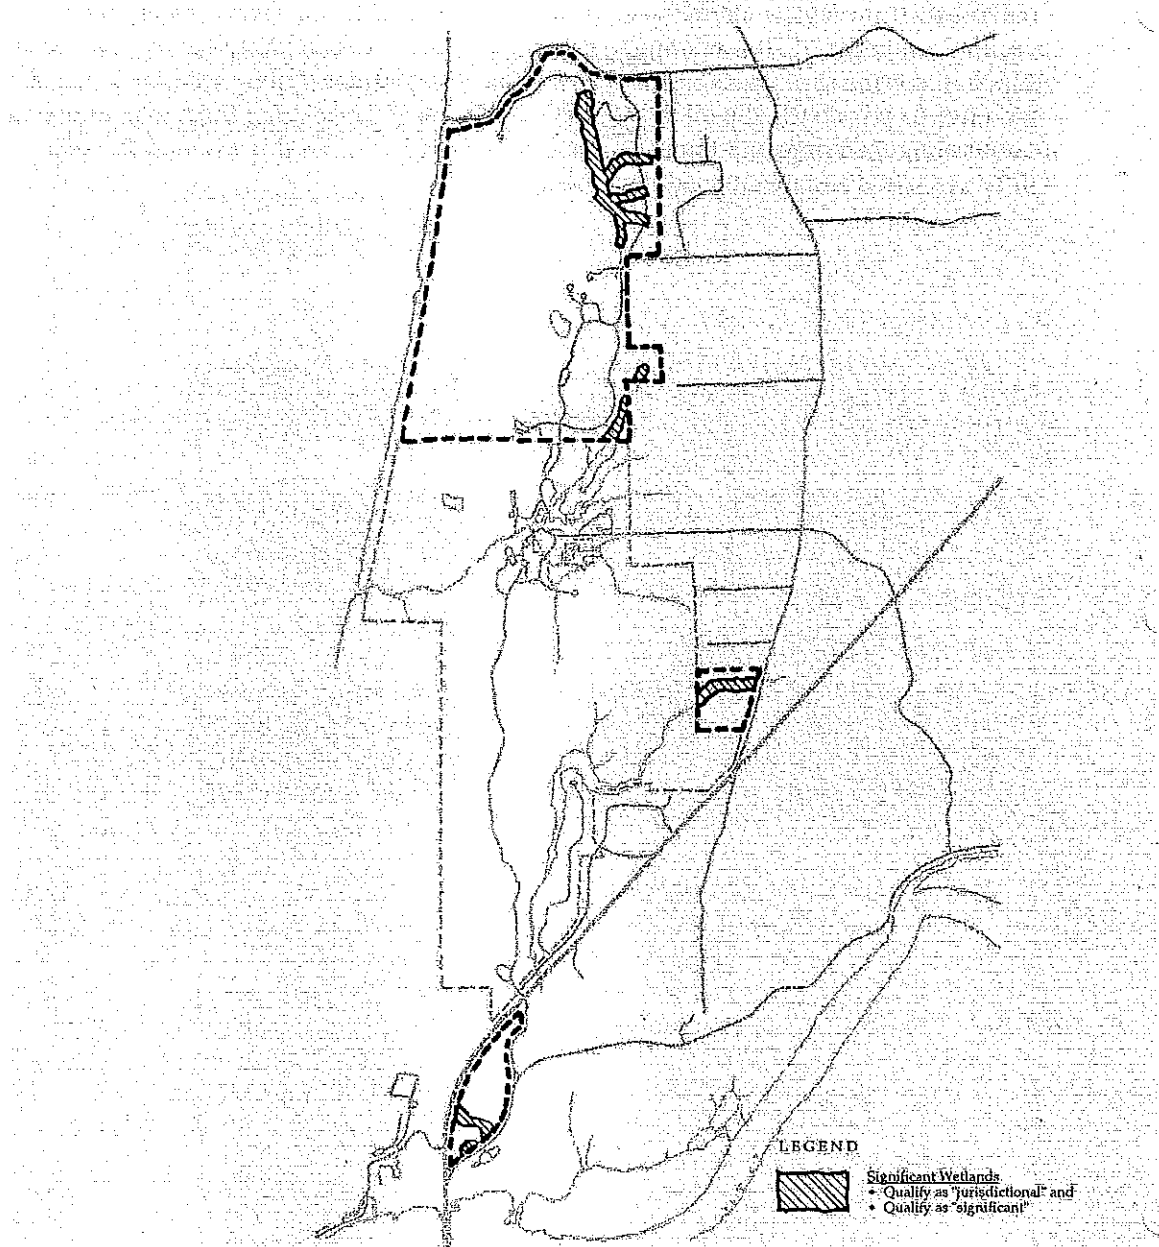 LEGEND
Significant Wetlands
• Qualify as "jurisdictional" and
• Qualify as "significant"